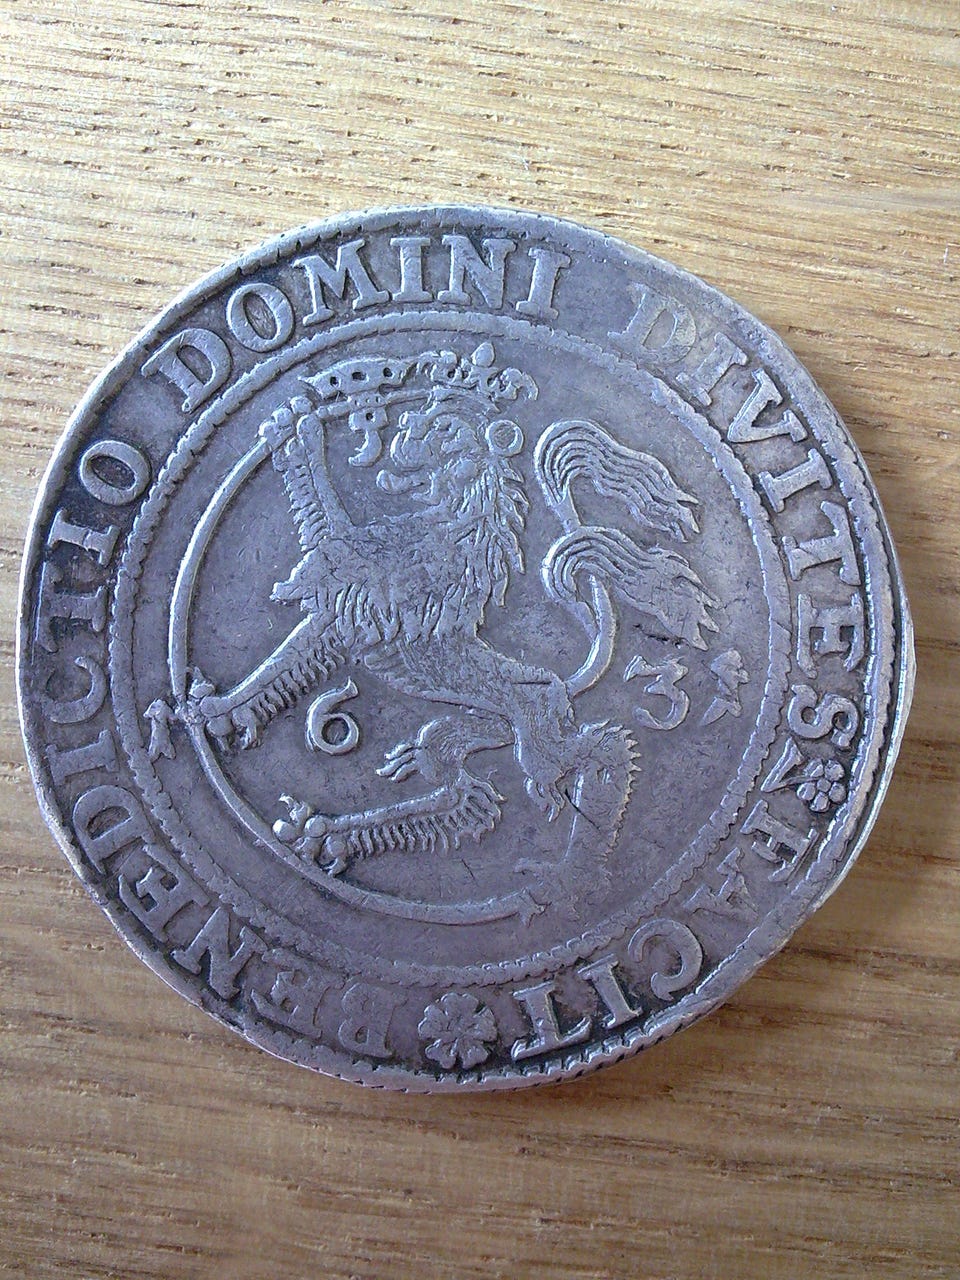 BENEDICTIO DOMINI DIVITES FACIT
6 3